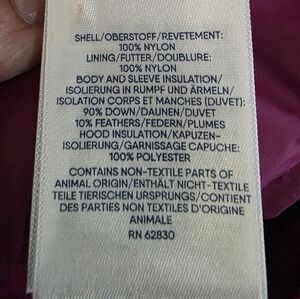 SHELL/OBERSTOFF/REVETEMENT:
100% NYLON
LINING/FUTTER/DOUBLURE:
100% NYLON
BODY AND SLEEVE INSULATION/
ISOLIERUNG IN RUMPF UND ÄRMELN/
ISOLATION CORPS ET MANCHES (DUVET):
90% DOWN/DAUNEN/DUVET
10% FEATHERS/FEDERN/PLUMES
HOOD INSULATION/KAPUZEN-
ISOLIERUNG/GARNISSAGE CAPUCHE:
100% POLYESTER
CONTAINS NON-TEXTILE PARTS OF
ANIMAL ORIGIN/ENTHÄLT NICHT-TEXTILE
TEILE TIERISCHEN URSPRUNGS/CONTIENT
DES PARTIES NON TEXTILES D'ORIGINE
ANIMALE
RN 62830